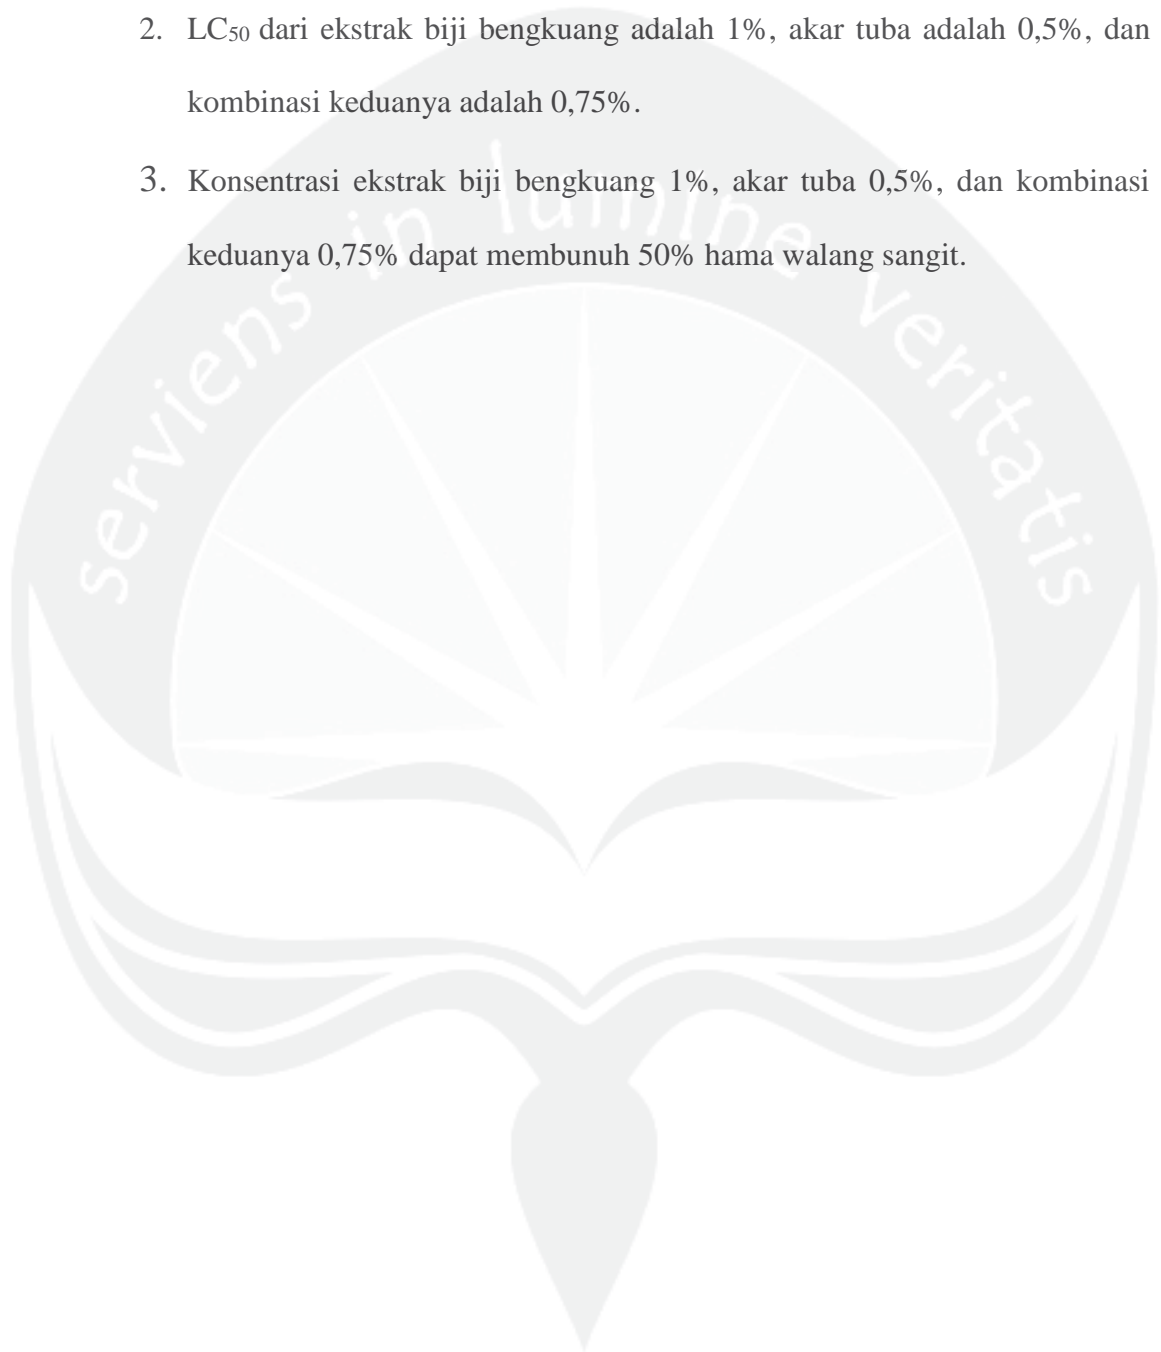 2. LC50 dari ekstrak biji bengkuang adalah 1%, akar tuba adalah 0,5%, dan
kombinasi keduanya adalah 0,75%.
3. Konsentrasi ekstrak biji bengkuang 1%, akar tuba 0,5%, dan kombinasi
keduanya 0,75% dapat membunuh 50% hama walang sangit.
serviens in lumine veritatis